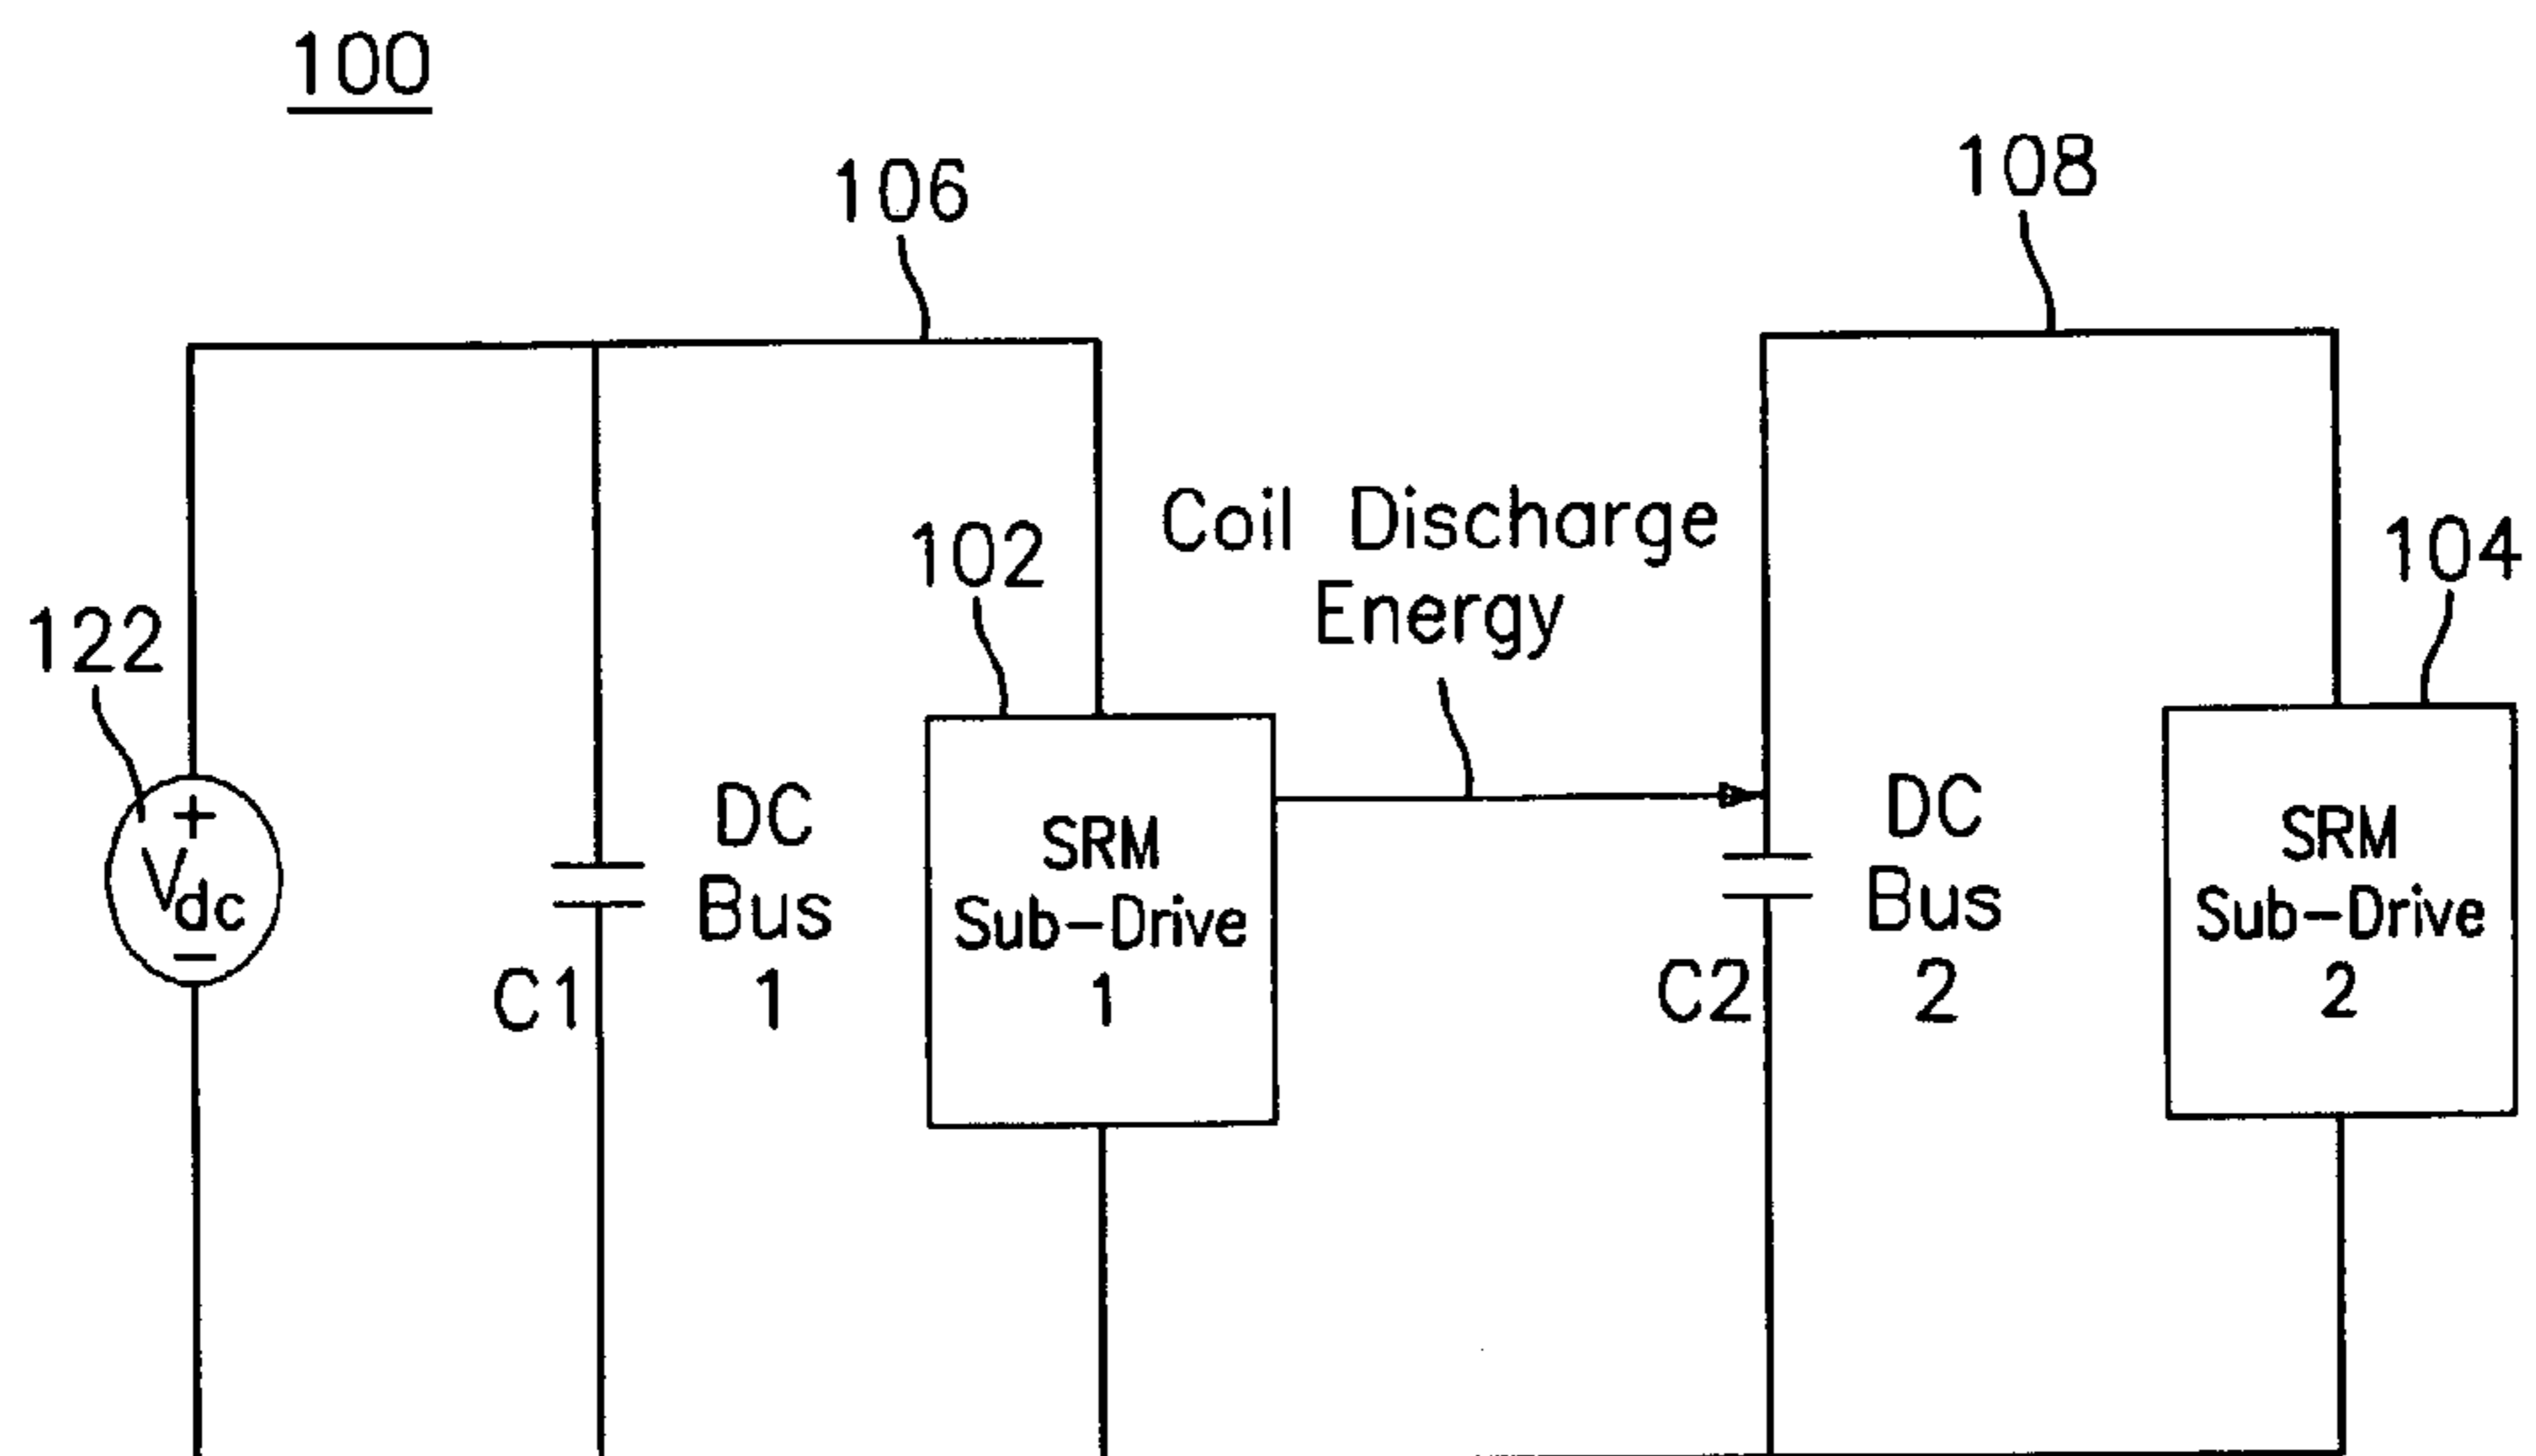 100
106
108
Coil Discharge
Energy
102
104
122
+
Vdc
−
C1
DC
Bus
1
SRM
Sub-Drive
1
C2
DC
Bus
2
SRM
Sub-Drive
2